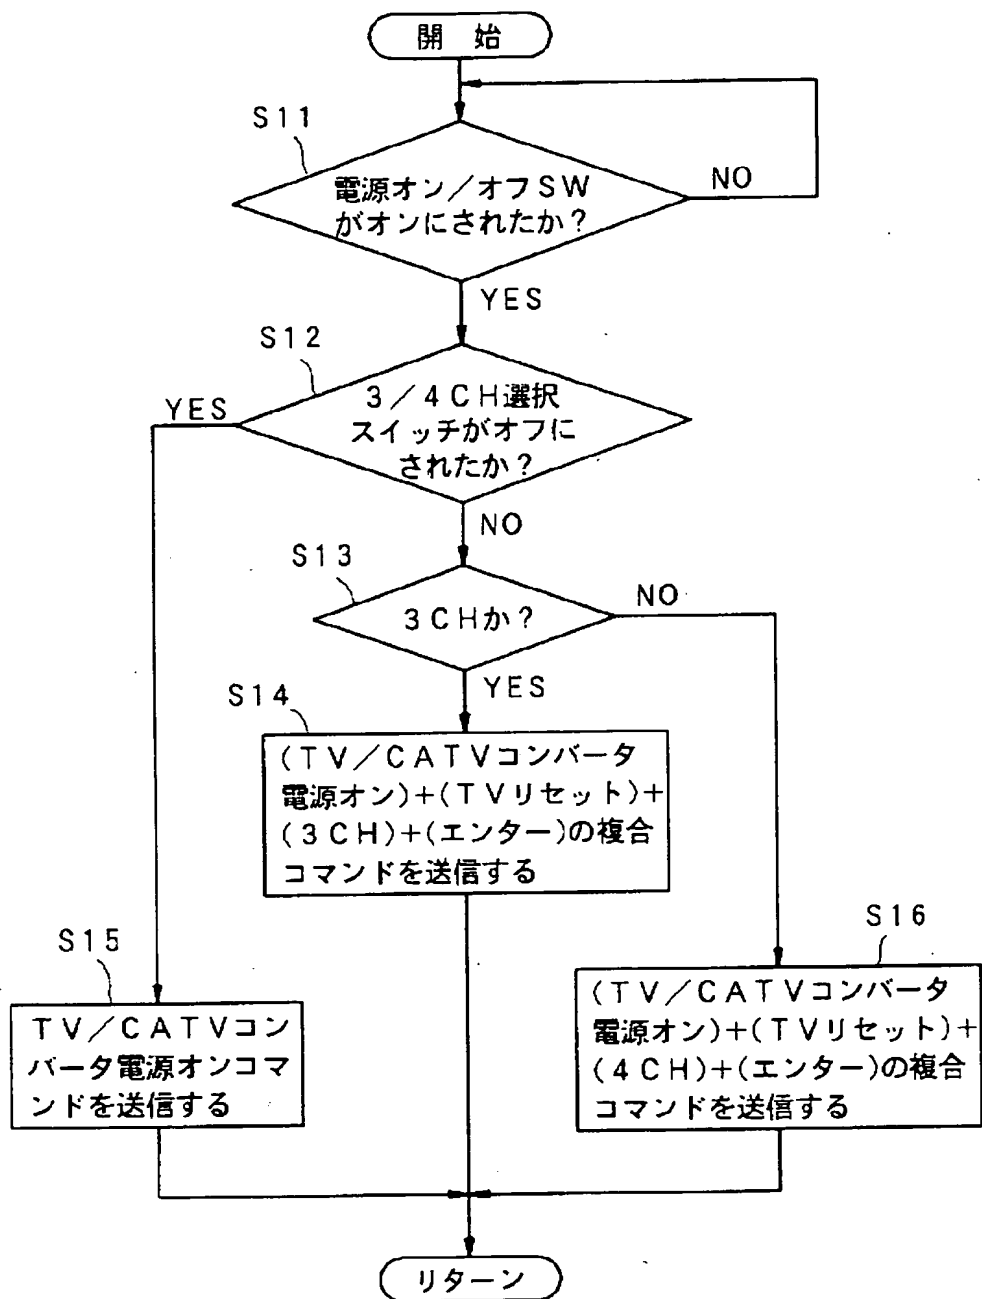 開 始
S11
電源オン／オフSW
がオンにされたか？
NO
YES
S12
3／4CH選択
スイッチがオフに
されたか？
YES
NO
S13
3CHか？
NO
YES
S14
(TV／CATVコンバータ
電源オン)+(TVリセット)+
(3CH)+(エンター)の複合
コマンドを送信する
S15
TV／CATVコン
バータ電源オンコマ
ンドを送信する
S16
(TV／CATVコンバータ
電源オン)+(TVリセット)+
(4CH)+(エンター)の複合
コマンドを送信する
リターン